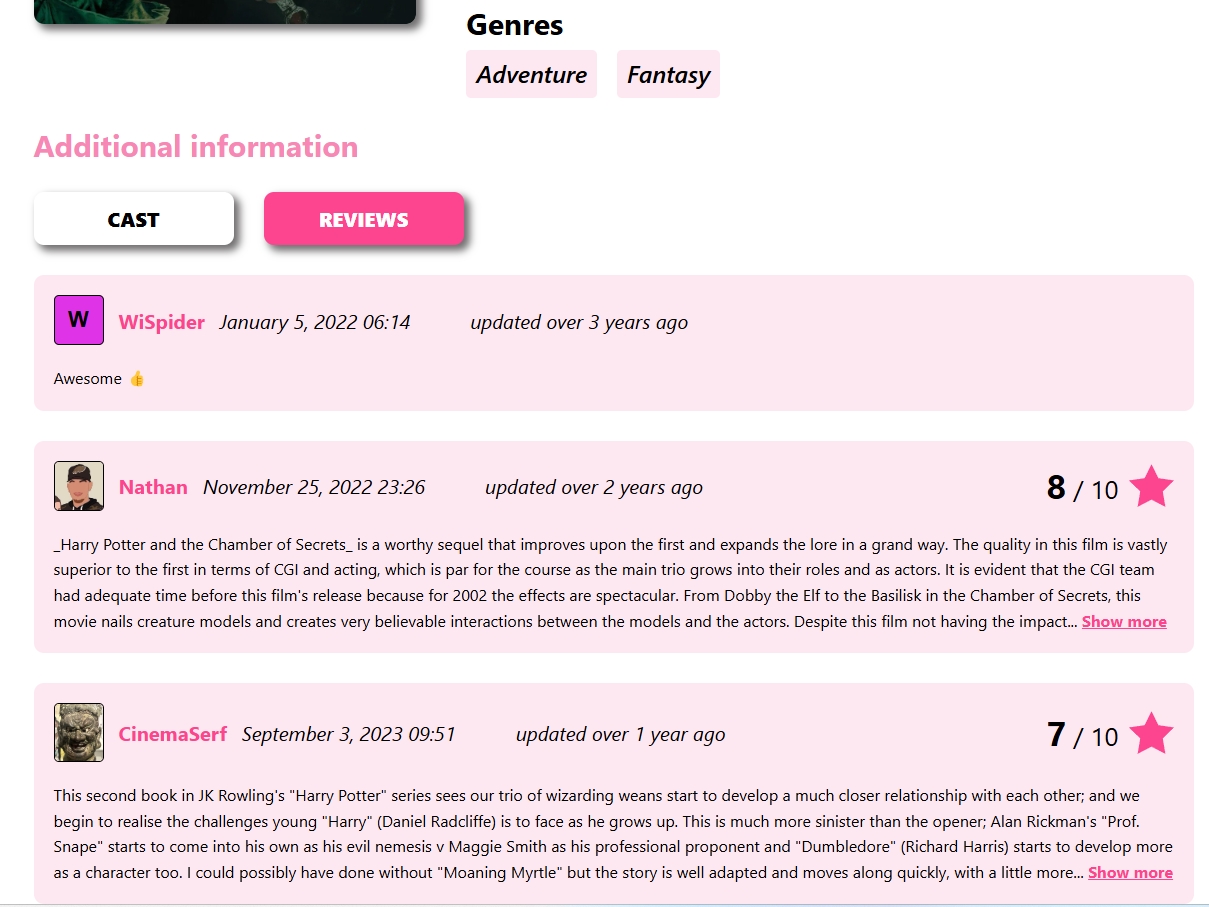 Genres
Adventure Fantasy
Additional information
CAST REVIEWS
W WiSpider January 5, 2022 06:14 updated over 3 years ago
Awesome 👍
Nathan November 25, 2022 23:26 updated over 2 years ago 8 / 10
_Harry Potter and the Chamber of Secrets_ is a worthy sequel that improves upon the first and expands the lore in a grand way. The quality in this film is vastly
superior to the first in terms of CGI and acting, which is par for the course as the main trio grows into their roles and as actors. It is evident that the CGI team
had adequate time before this film's release because for 2002 the effects are spectacular. From Dobby the Elf to the Basilisk in the Chamber of Secrets, this
movie nails creature models and creates very believable interactions between the models and the actors. Despite this film not having the impact... Show more
CinemaSerf September 3, 2023 09:51 updated over 1 year ago 7 / 10
This second book in JK Rowling's "Harry Potter" series sees our trio of wizarding weans start to develop a much closer relationship with each other; and we
begin to realise the challenges young "Harry" (Daniel Radcliffe) is to face as he grows up. This is much more sinister than the opener; Alan Rickman's "Prof.
Snape" starts to come into his own as his evil nemesis v Maggie Smith as his professional proponent and "Dumbledore" (Richard Harris) starts to develop more
as a character too. I could possibly have done without "Moaning Myrtle" but the story is well adapted and moves along quickly, with a little more... Show more